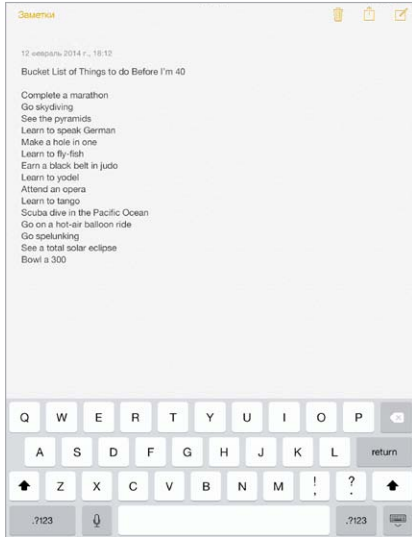 Заметки
12 февраль 2014 г., 18:12
Bucket List of Things to do Before I'm 40
Complete a marathon
Go skydiving
See the pyramids
Learn to speak German
Make a hole in one
Learn to fly-fish
Earn a black belt in judo
Learn to yodel
Attend an opera
Learn to tango
Scuba dive in the Pacific Ocean
Go on a hot-air balloon ride
Go spelunking
See a total solar eclipse
Bowl a 300
Q W E R T Y U I O P
A S D F G H J K L return
Z X C V B N M ! , ? .
.?123 .?123